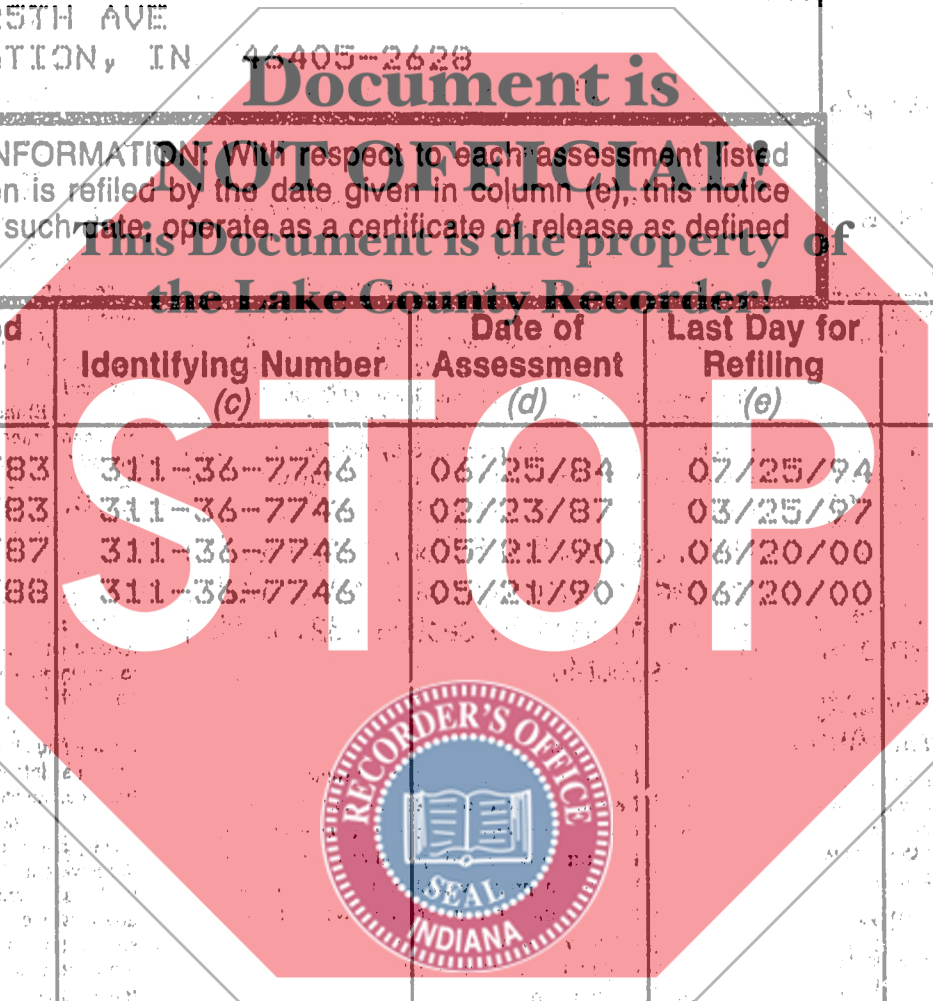 25TH AVE
TION, IN 46405-2628
Document is
NFORMATION: With respect to each assessment listed
NOT OFFICIAL!
n is refiled by the date given in column (e), this notice
such date, operate as a certificate of release as defined
This Document is the property of
the Lake County Recorder!
d Identifying Number (c) Date of Assessment (d) Last Day for Refiling (e)
83 311-36-7746 06/25/84 07/25/94
83 311-36-7746 02/23/87 03/25/97
87 311-36-7746 05/21/90 06/20/00
88 311-36-7746 05/21/90 06/20/00
STOP
RECORDER'S OFFICE
SEAL
INDIANA